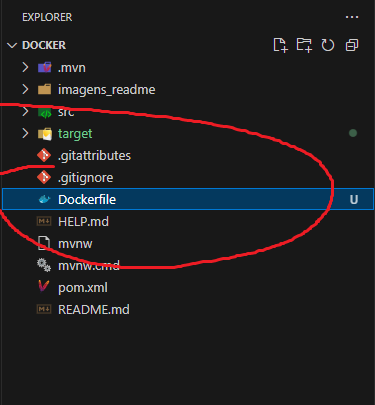 EXPLORER
DOCKER
.mvn
imagens_readme
src
target
.gitattributes
.gitignore
Dockerfile U
HELP.md
mvnw
mvnw.cmd
pom.xml
README.md